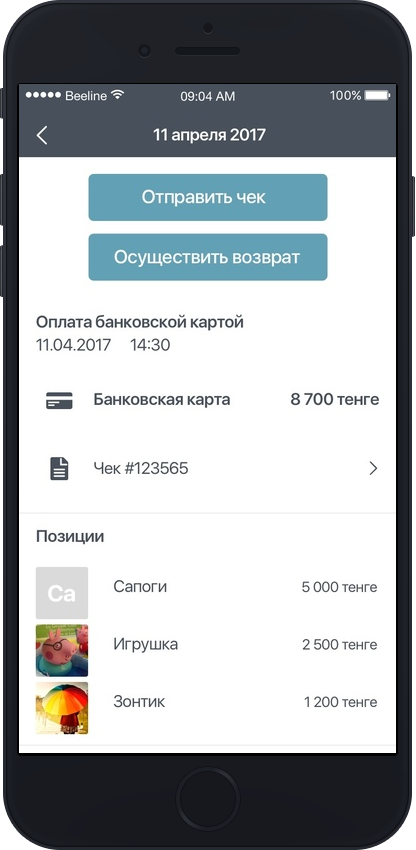 Beeline 09:04 AM 100%
11 апреля 2017
Отправить чек
Осуществить возврат
Оплата банковской картой
11.04.2017 14:30
Банковская карта 8 700 тенге
Чек #123565
Позиции
Са Сапоги 5 000 тенге
Игрушка 2 500 тенге
Зонтик 1 200 тенге